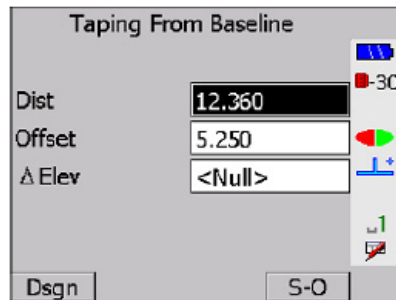 Taping From Baseline
-30
Dist 12.360
Offset 5.250
Δ Elev <Null>
1
Dsgn S-O